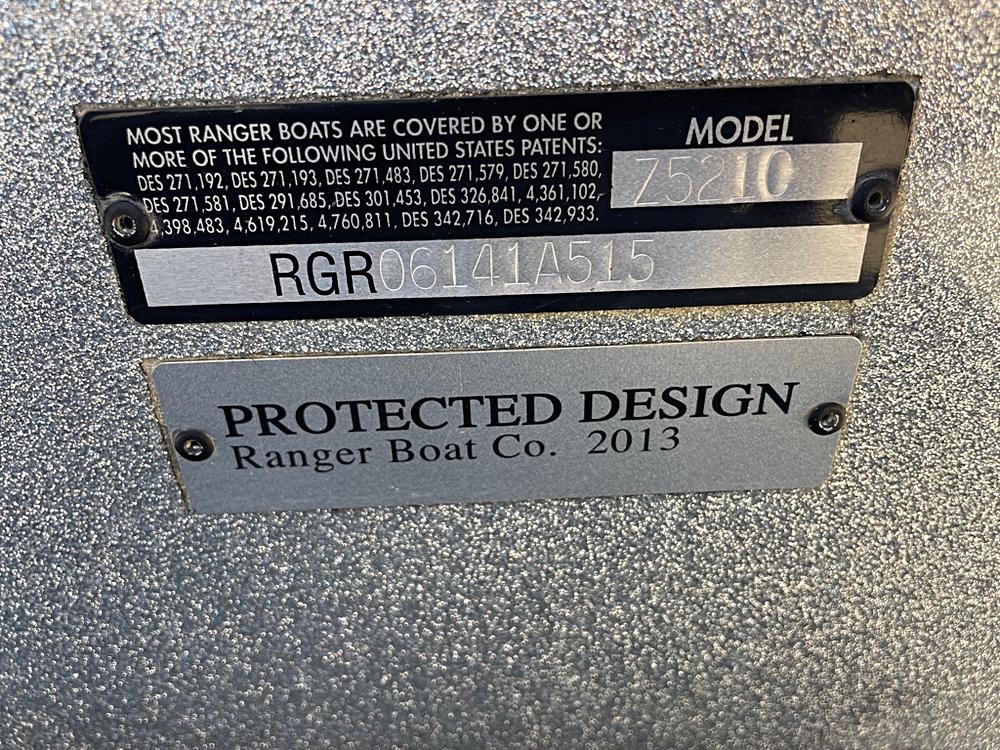 MOST RANGER BOATS ARE COVERED BY ONE OR
MORE OF THE FOLLOWING UNITED STATES PATENTS:
DES 271,192, DES 271,193, DES 271,483, DES 271,579, DES 271,580,
DES 271,581, DES 291,685, DES 301,453, DES 326,841, 4,361,102,
4,398,483, 4,619,215, 4,760,811, DES 342,716, DES 342,933.
MODEL
Z521C
RGR06141A515
PROTECTED DESIGN
Ranger Boat Co. 2013